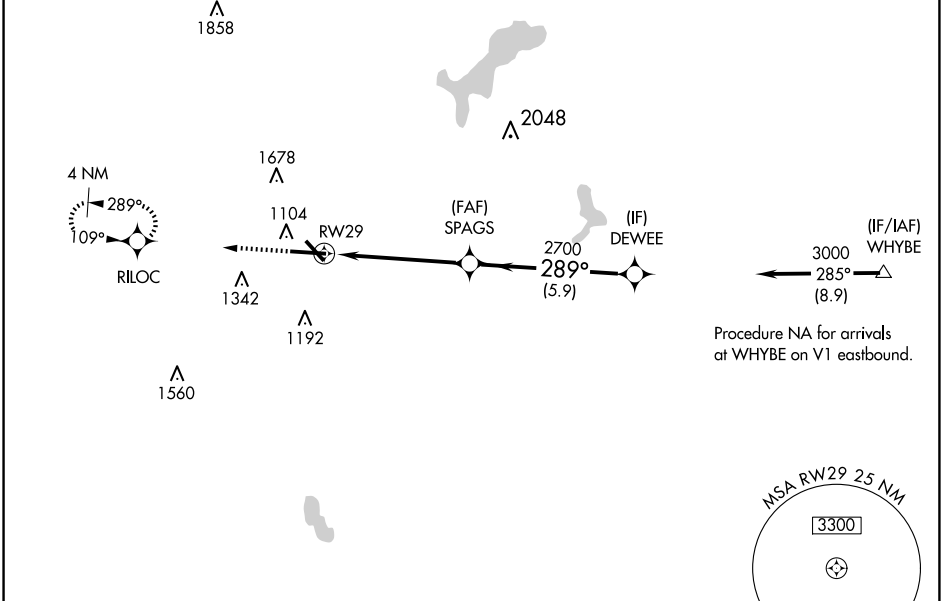 1858
2048
1678
4 NM
289°
109°
RILOC
1104
RW29
1342
1192
1560
(FAF)
SPAGS
(IF)
DEWEE
2700
289°
(5.9)
(IF/IAF)
WHYBE
3000
285°
(8.9)
Procedure NA for arrivals
at WHYBE on V1 eastbound.
MSA RW29 25 NM
3300